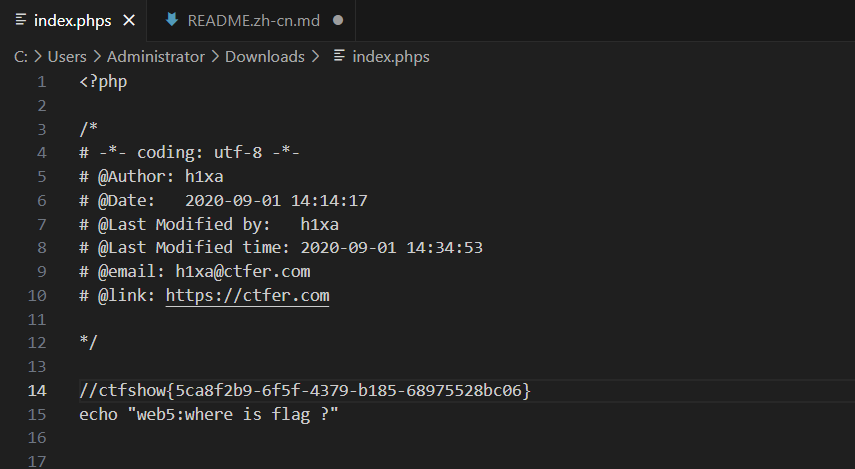 index.phps
README.zh-cn.md
C: > Users > Administrator > Downloads > index.phps
1 <?php
2
3 /*
4 # -*- coding: utf-8 -*-
5 # @Author: h1xa
6 # @Date:   2020-09-01 14:14:17
7 # @Last Modified by:   h1xa
8 # @Last Modified time: 2020-09-01 14:34:53
9 # @email: h1xa@ctfer.com
10 # @link: https://ctfer.com
11
12 */
13
14 //ctfshow{5ca8f2b9-6f5f-4379-b185-68975528bc06}
15 echo "web5:where is flag ?"
16
17